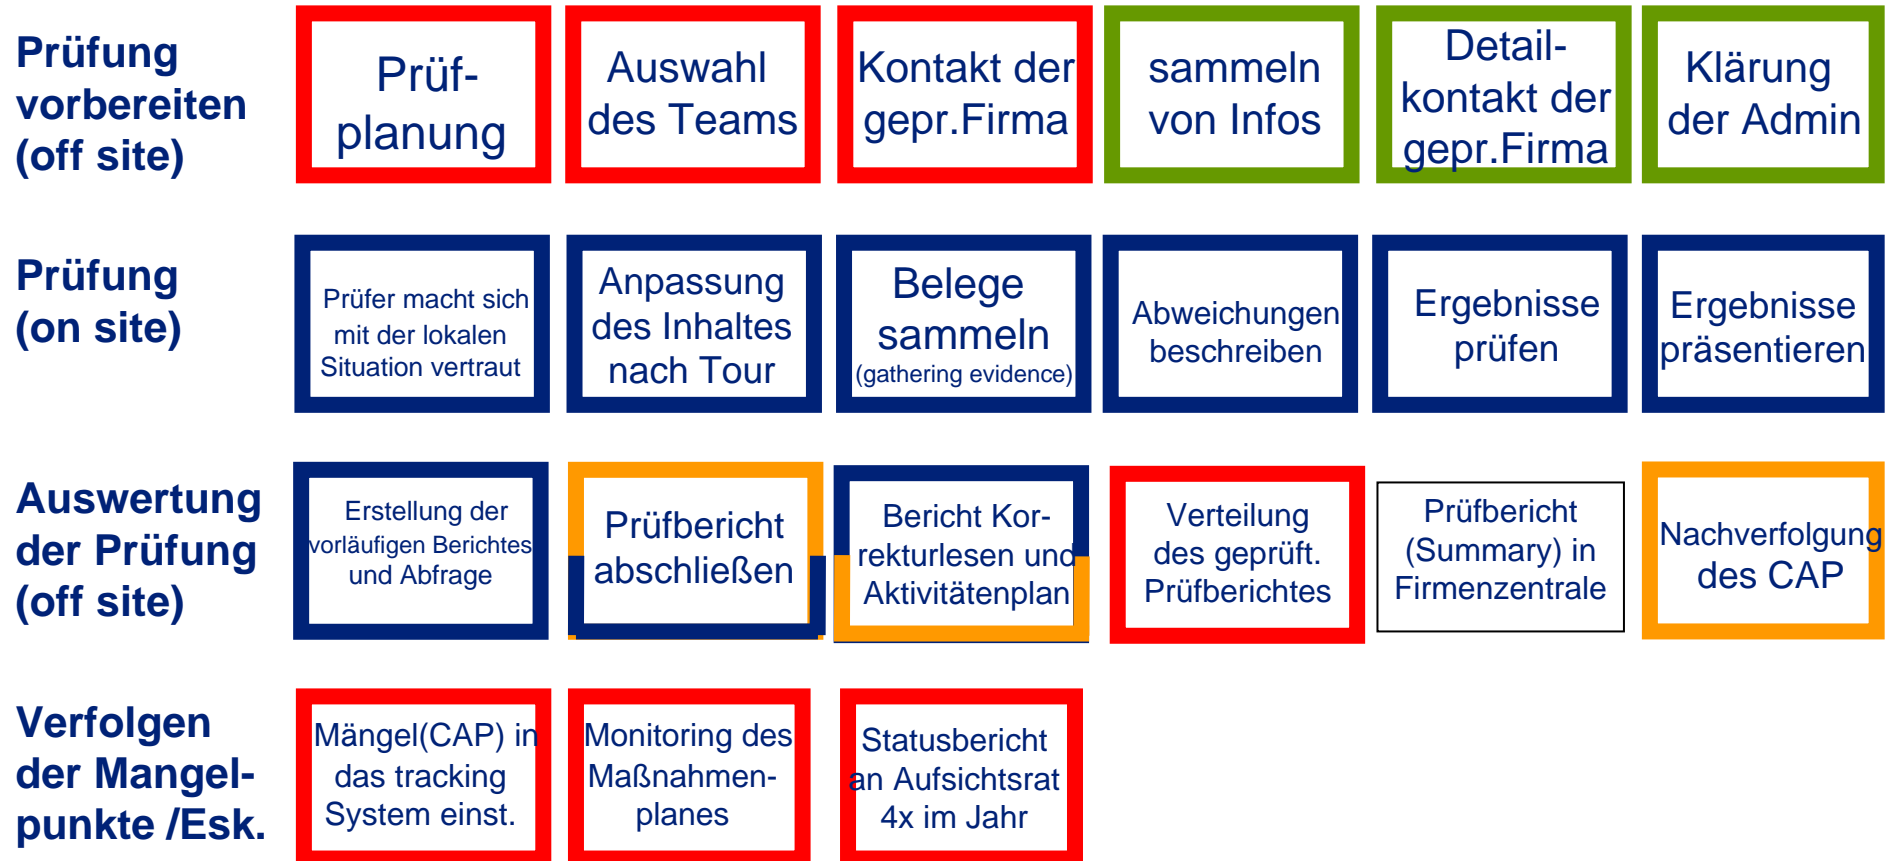 Prüfung
vorbereiten
(off site)
Prüf-
planung
Auswahl
des Teams
Kontakt der
gepr.Firma
sammeln
von Infos
Detail-
kontakt der
gepr.Firma
Klärung
der Admin
Prüfung
(on site)
Prüfer macht sich
mit der lokalen
Situation vertraut
Anpassung
des Inhaltes
nach Tour
Belege
sammeln
(gathering evidence)
Abweichungen
beschreiben
Ergebnisse
prüfen
Ergebnisse
präsentieren
Auswertung
der Prüfung
(off site)
Erstellung der
vorläufigen Berichtes
und Abfrage
Prüfbericht
abschließen
Bericht Kor-
rekturlesen und
Aktivitätenplan
Verteilung
des geprüft.
Prüfberichtes
Prüfbericht
(Summary) in
Firmenzentrale
Nachverfolgung
des CAP
Verfolgen
der Mangel-
punkte /Esk.
Mängel(CAP) in
das tracking
System einst.
Monitoring des
Maßnahmen-
planes
Statusbericht
an Aufsichtsrat
4x im Jahr